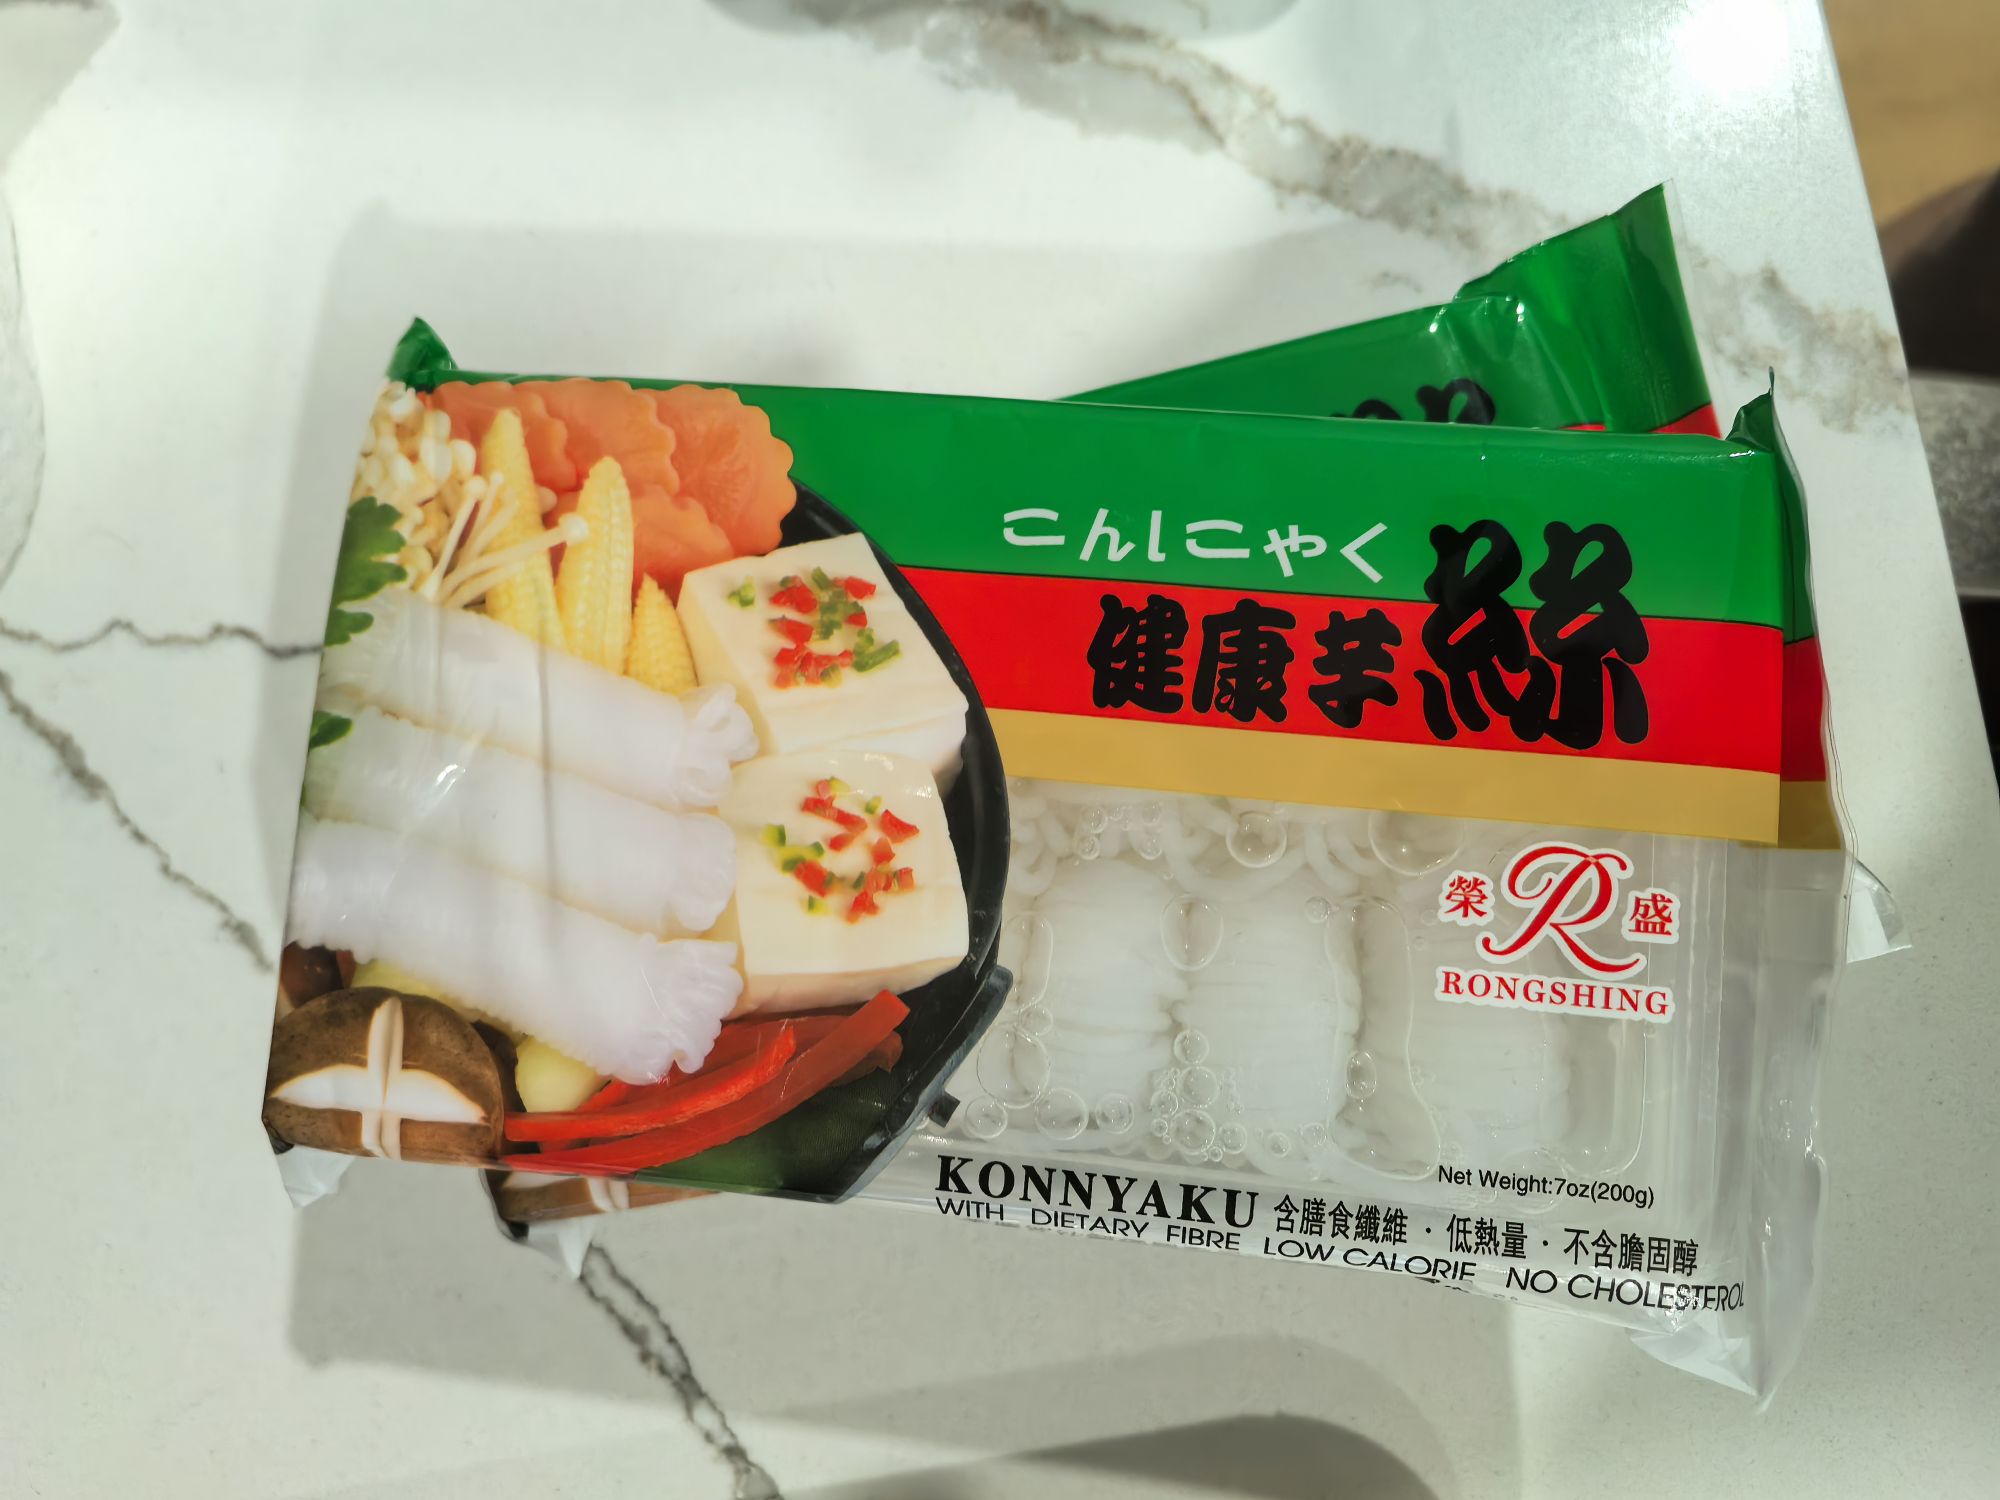 こんにゃく
健康芋絲
榮 R 盛
RONGSHING
Net Weight:7oz(200g)
KONNYAKU 含膳食纖維 · 低熱量 · 不含膽固醇
WITH DIETARY FIBRE LOW CALORIE NO CHOLESTEROL